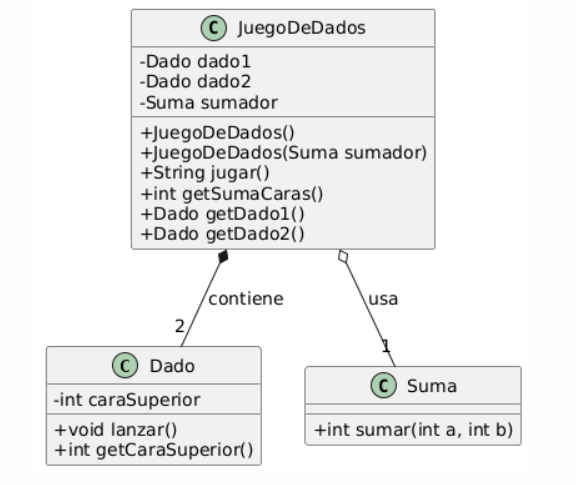 C JuegoDeDados
-Dado dado1
-Dado dado2
-Suma sumador
+JuegoDeDados()
+JuegoDeDados(Suma sumador)
+String jugar()
+int getSumaCaras()
+Dado getDado1()
+Dado getDado2()
contiene
usa
2
1
C Dado
-int caraSuperior
+void lanzar()
+int getCaraSuperior()
C Suma
+int sumar(int a, int b)